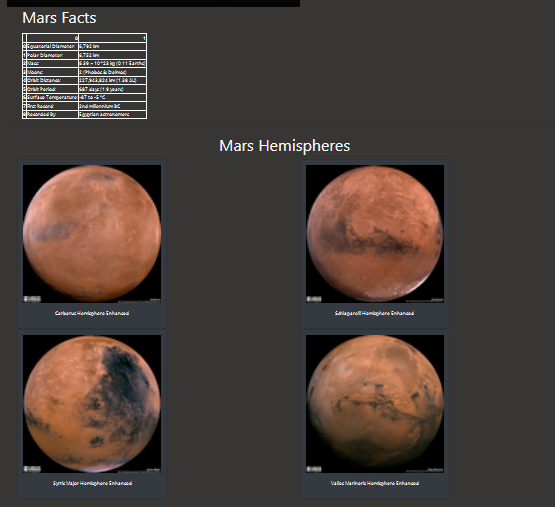 Mars Facts
0 1
0 Equatorial Diameter: 6,792 km
1 Polar Diameter: 6,752 km
2 Mass: 6.39 × 10^23 kg (0.11 Earths)
3 Moons: 2 (Phobos & Deimos)
4 Orbit Distance: 227,943,824 km (1.38 AU)
5 Orbit Period: 687 days (1.9 years)
6 Surface Temperature: -87 to -5 °C
7 First Record: 2nd millennium BC
8 Recorded By: Egyptian astronomers
Mars Hemispheres
Cerberus Hemisphere Enhanced
Schiaparelli Hemisphere Enhanced
Syrtis Major Hemisphere Enhanced
Valles Marineris Hemisphere Enhanced